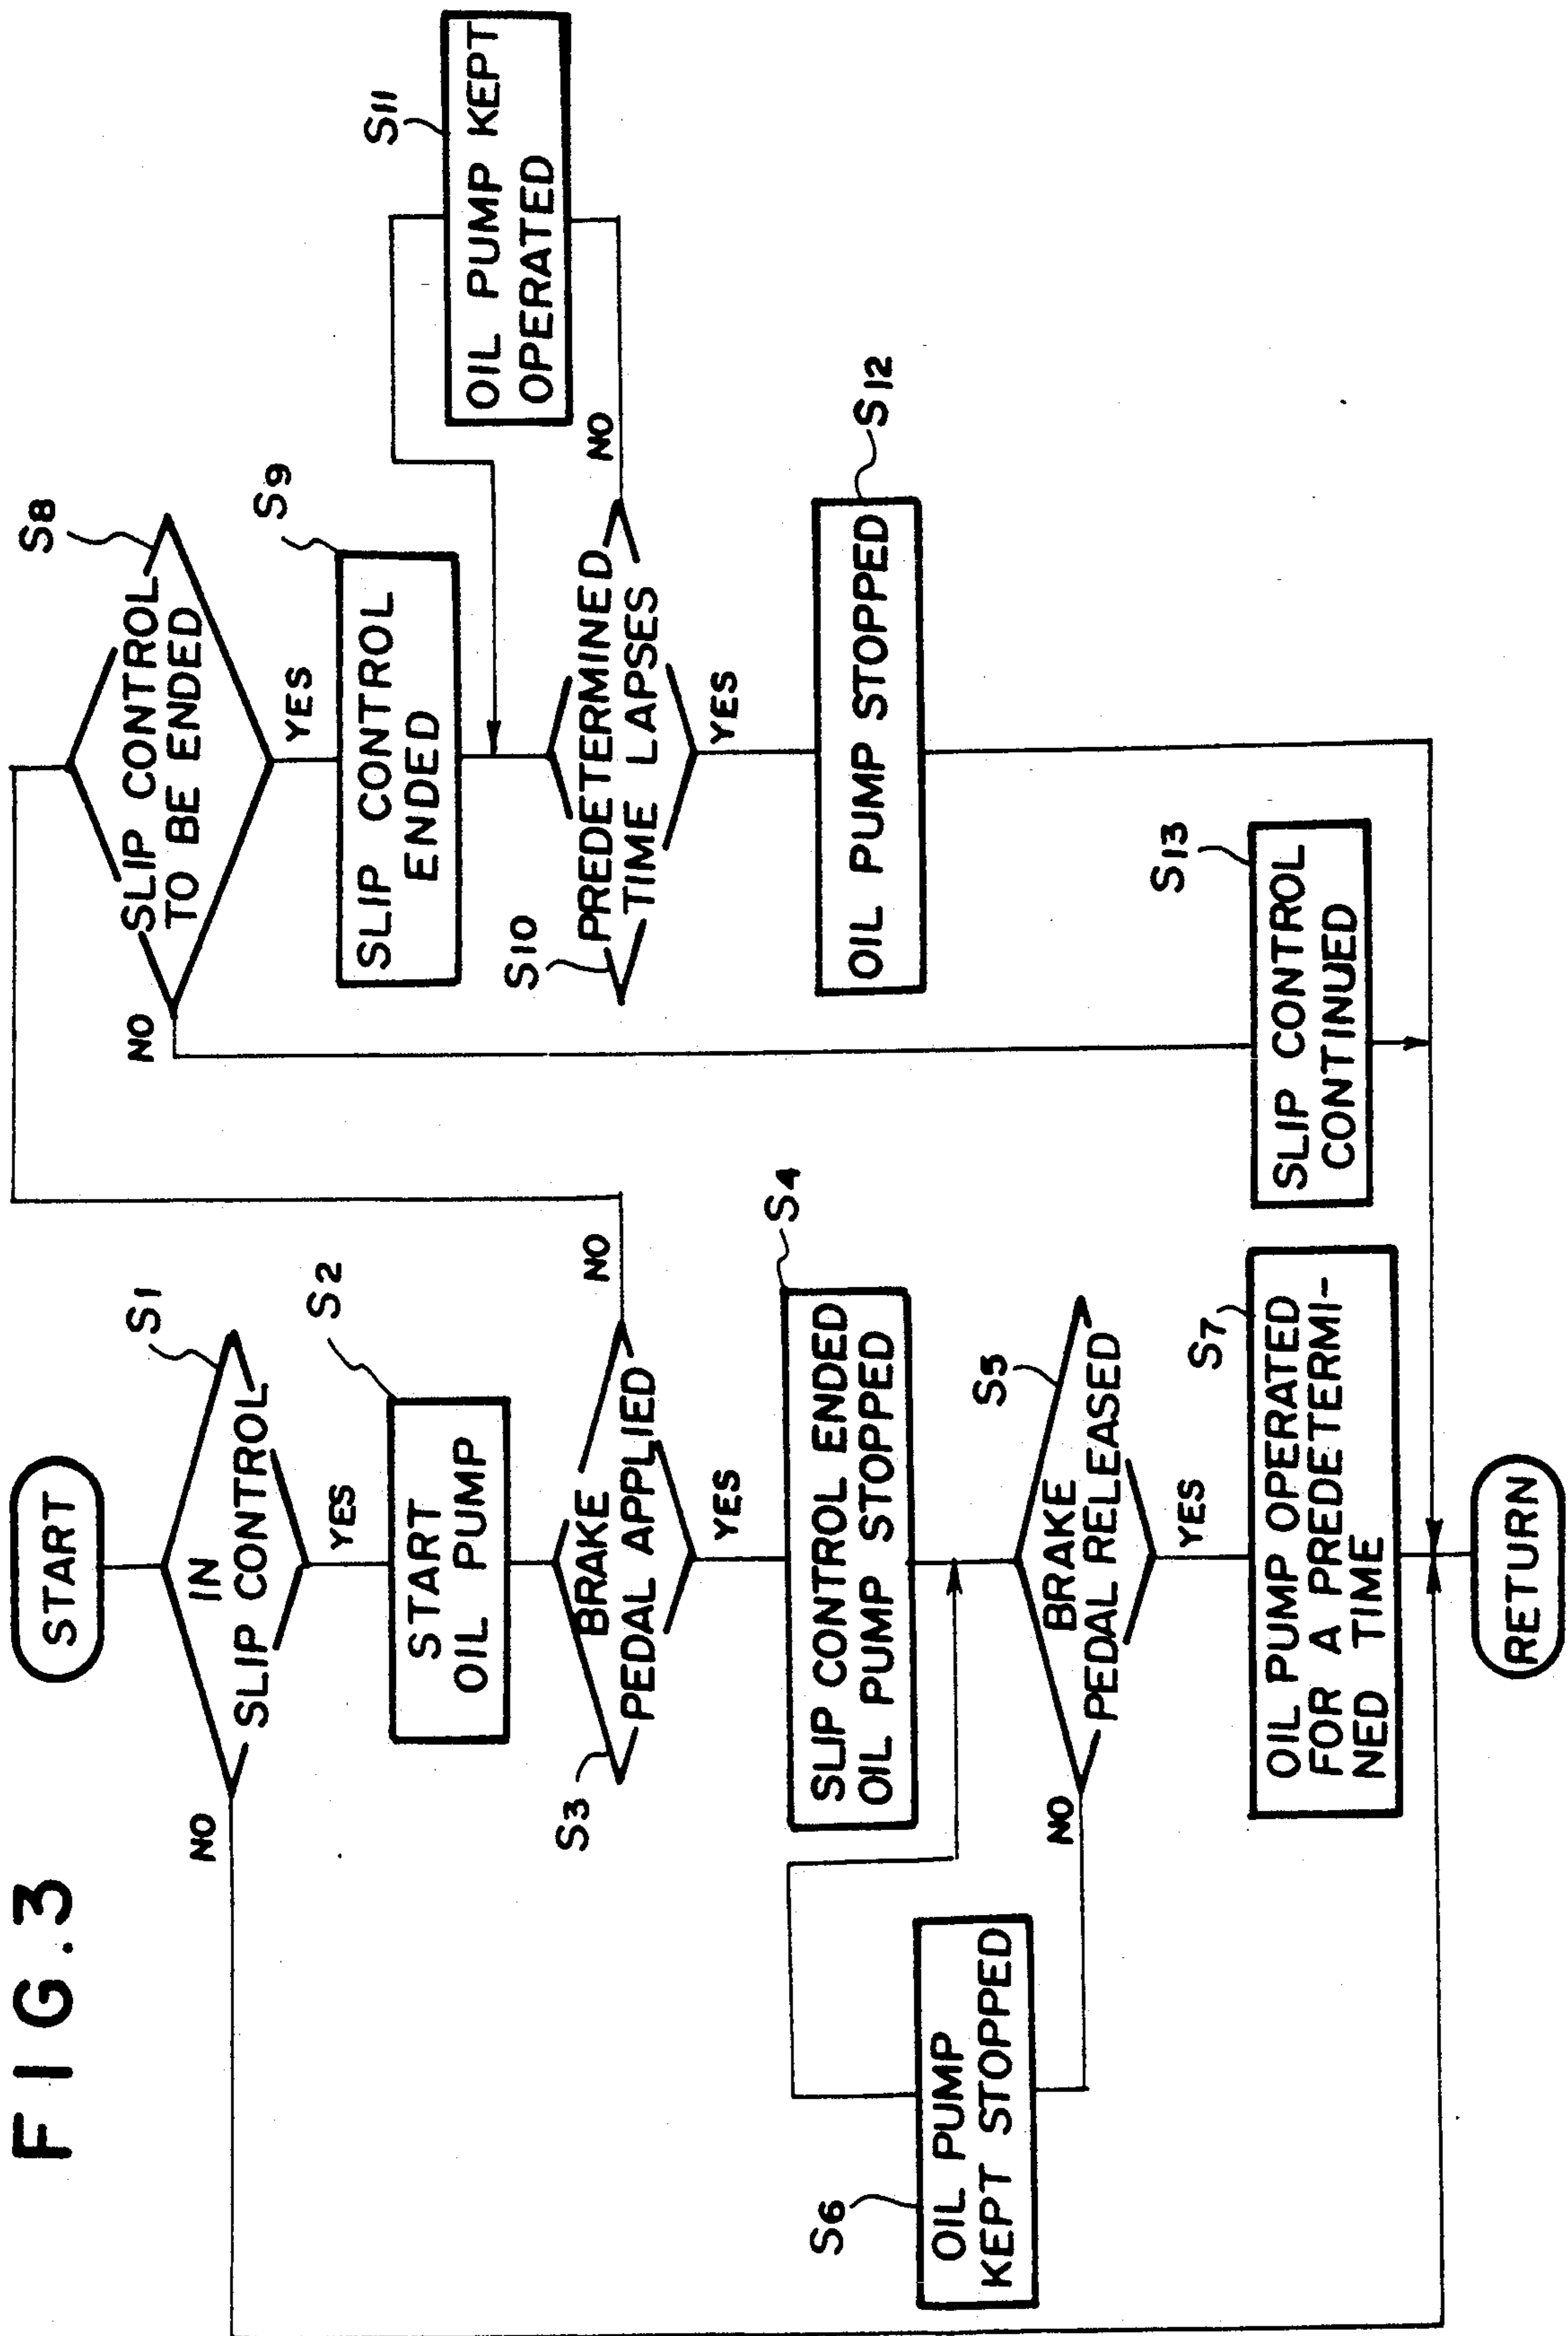 FIG.3
START
S1
IN
SLIP CONTROL
NO
YES
S2
START
OIL PUMP
S3
BRAKE
PEDAL APPLIED
NO
YES
S4
SLIP CONTROL ENDED
OIL PUMP STOPPED
S5
BRAKE
PEDAL RELEASED
NO
YES
S6
OIL PUMP
KEPT STOPPED
S7
OIL PUMP OPERATED
FOR A PREDETERMI-
NED TIME
RETURN
S8
SLIP CONTROL
TO BE ENDED
NO
YES
S9
SLIP CONTROL
ENDED
S10
PREDETERMINED
TIME LAPSES
NO
YES
S11
OIL PUMP KEPT
OPERATED
S12
OIL PUMP STOPPED
S13
SLIP CONTROL
CONTINUED